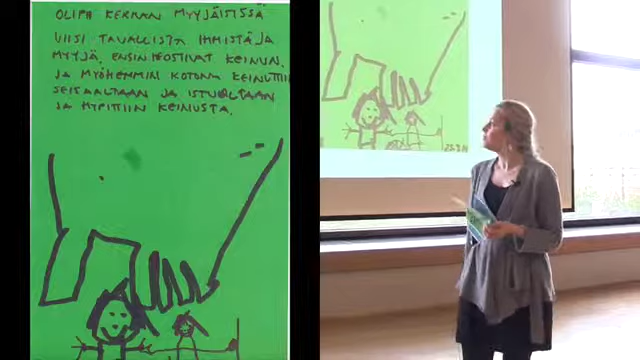 OLIPA KERRAN MYYJÄISISSÄ
VIISI TAVALLISTA IHMISTÄ JA
MYYJÄ. ENSIN HE OSTIVAT KEINUN.
JA MYÖHEMMIN KOTONA KEINUTTIIN
SEISAALTAAN JA ISTUALTAAN
JA HYPITTIIN KEINUSTA.